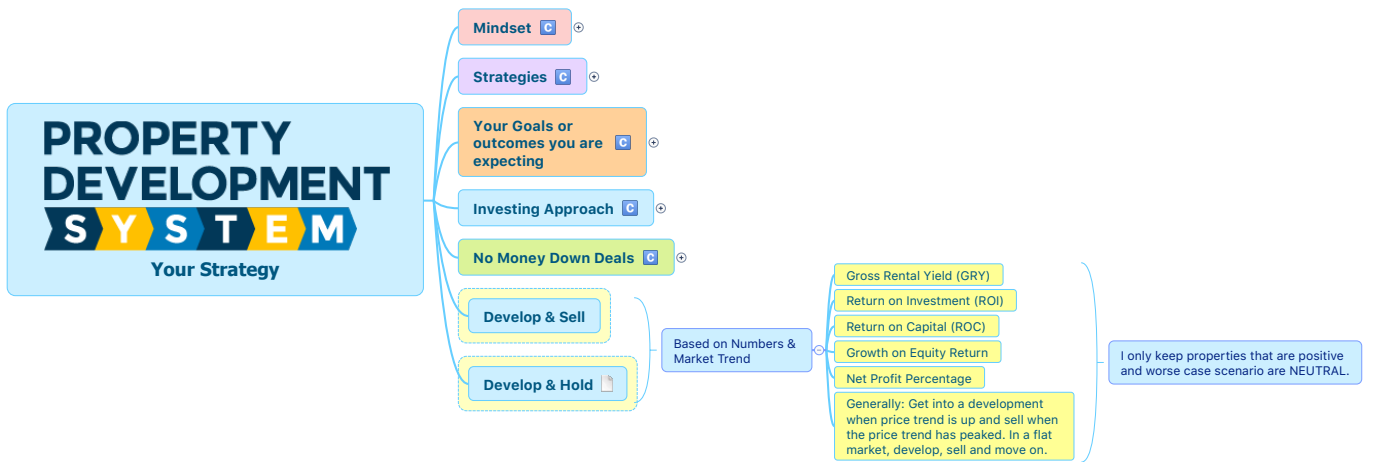 PROPERTY
DEVELOPMENT
SYSTEM
Your Strategy
Mindset C
Strategies C
Your Goals or
outcomes you are C
expecting
Investing Approach C
No Money Down Deals C
Develop & Sell
Develop & Hold
Based on Numbers &
Market Trend
Gross Rental Yield (GRY)
Return on Investment (ROI)
Return on Capital (ROC)
Growth on Equity Return
Net Profit Percentage
Generally: Get into a development
when price trend is up and sell when
the price trend has peaked. In a flat
market, develop, sell and move on.
I only keep properties that are positive
and worse case scenario are NEUTRAL.